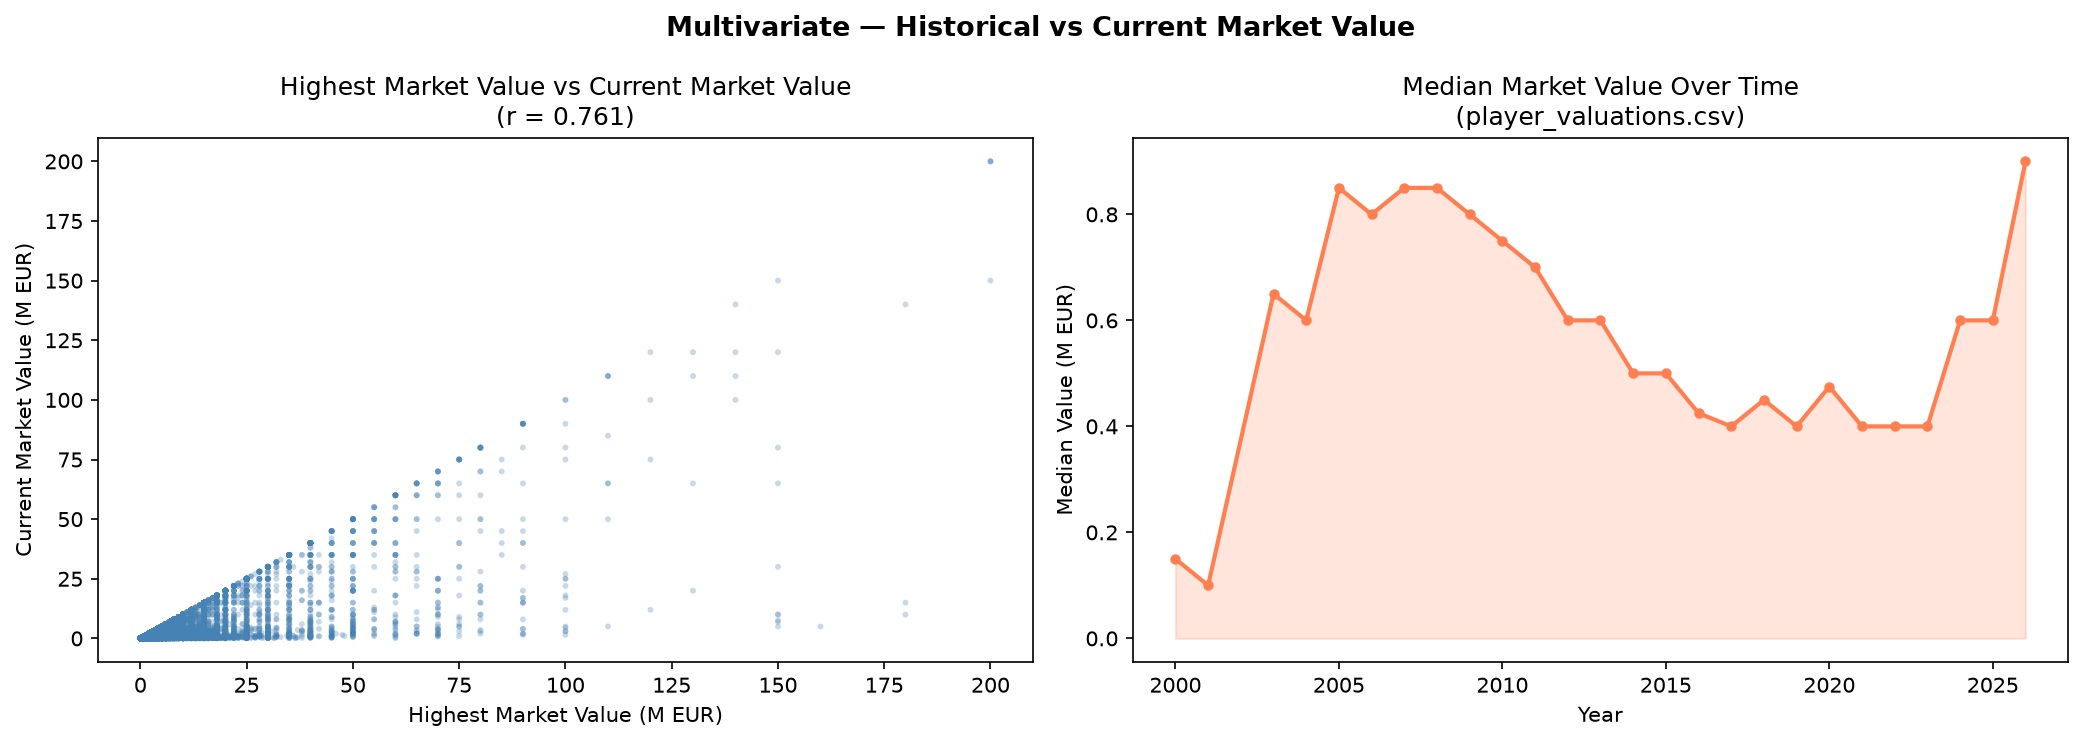 Multivariate — Historical vs Current Market Value
Highest Market Value vs Current Market Value
(r = 0.761)
Current Market Value (M EUR)
200
175
150
125
100
75
50
25
0
0 25 50 75 100 125 150 175 200
Highest Market Value (M EUR)
Median Market Value Over Time
(player_valuations.csv)
Median Value (M EUR)
0.8
0.6
0.4
0.2
0.0
2000 2005 2010 2015 2020 2025
Year